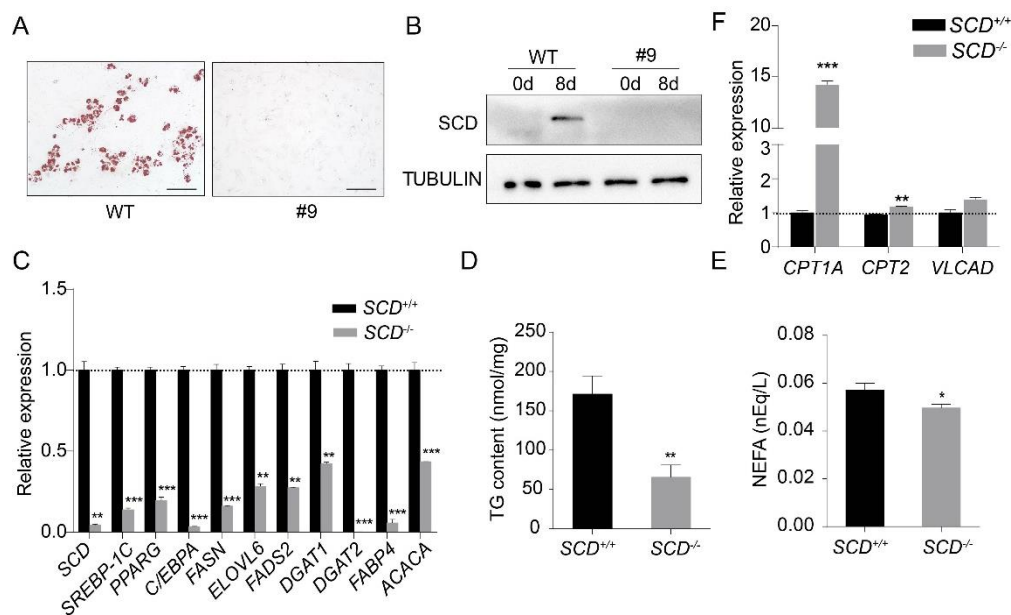 A
WT
#9
B
WT
#9
0d
8d
0d
8d
SCD
TUBULIN
C
Relative expression
1.5
1.0
0.5
0.0
SCD+/+
SCD-/-
**
***
***
***
***
**
**
***
***
***
***
SCD
SREBP-1C
PPARG
C/EBPA
FASN
ELOVL6
FADS2
DGAT1
DGAT2
FABP4
ACACA
D
TG content (nmol/mg)
200
150
100
50
0
**
SCD+/+
SCD-/-
E
NEFA (nEq/L)
0.08
0.06
0.04
0.02
0.00
*
SCD+/+
SCD-/-
F
Relative expression
20
15
10
3
2
1
0
SCD+/+
SCD-/-
***
**
CPT1A
CPT2
VLCAD